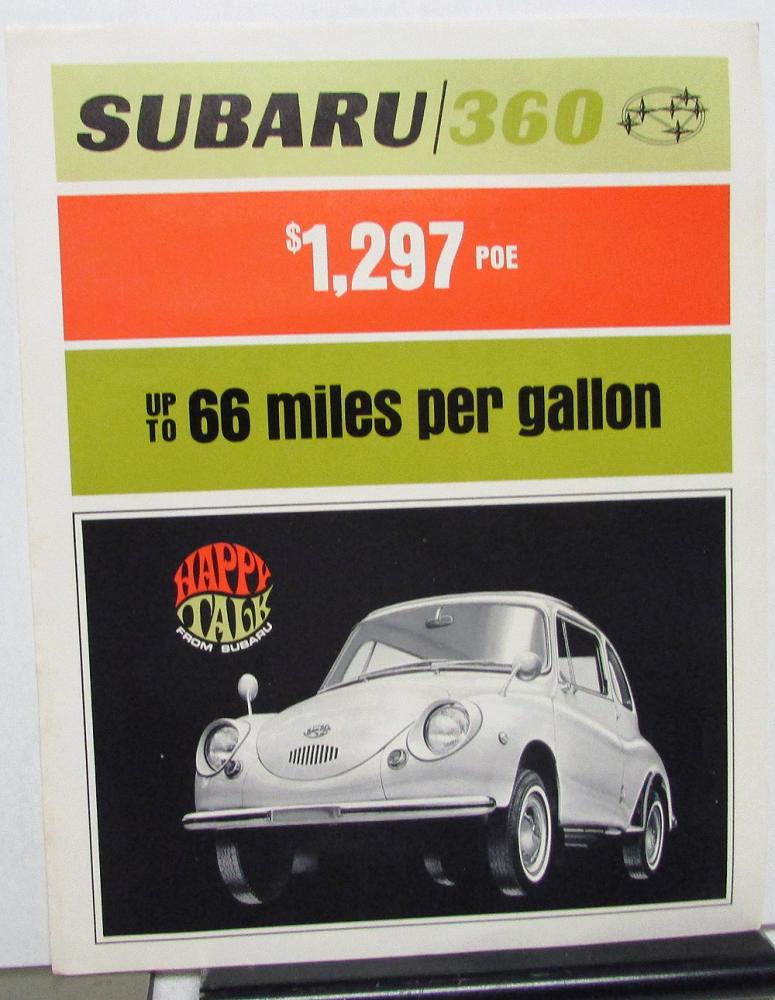 SUBARU/360
$1,297 POE
UP TO 66 miles per gallon
HAPPY
TALK
FROM SUBARU